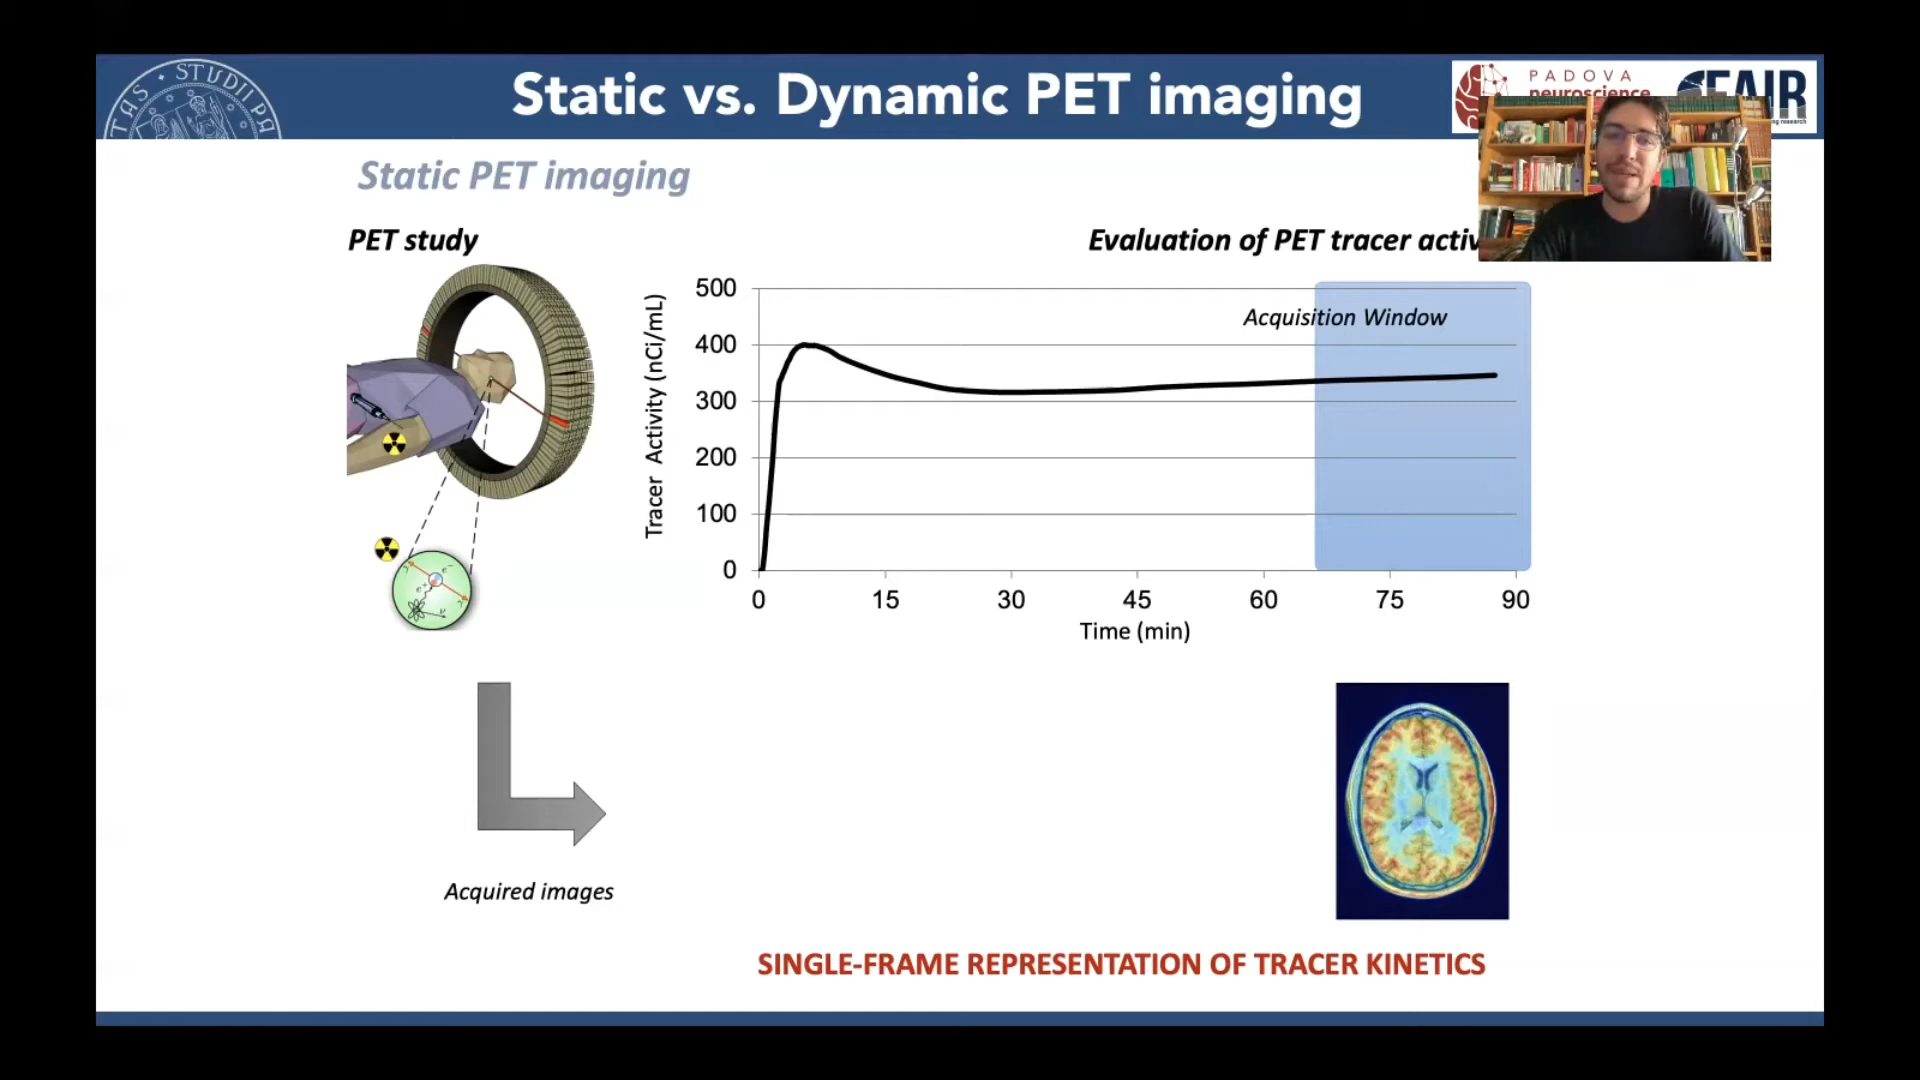 Static vs. Dynamic PET imaging
PADOVA
neuroscience
FAIR
Static PET imaging
PET study
Evaluation of PET tracer
Acquisition Window
Tracer Activity (nCi/mL)
500
400
300
200
100
0
0 15 30 45 60 75 90
Time (min)
Acquired images
SINGLE-FRAME REPRESENTATION OF TRACER KINETICS